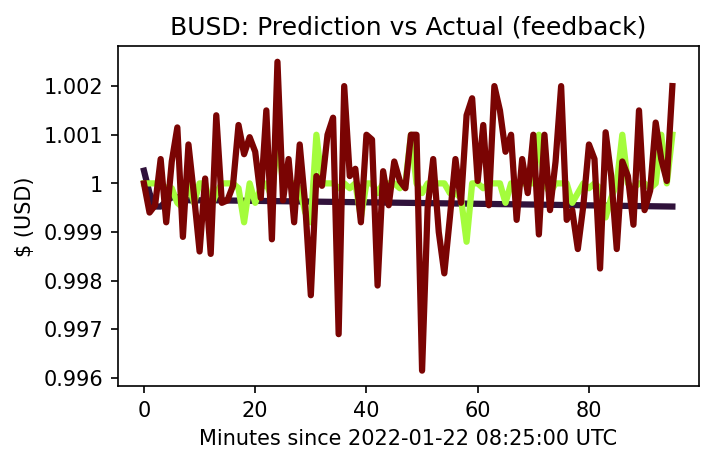 BUSD: Prediction vs Actual (feedback)
1.002
1.001
1
0.999
0.998
0.997
0.996
$ (USD)
0 20 40 60 80
Minutes since 2022-01-22 08:25:00 UTC